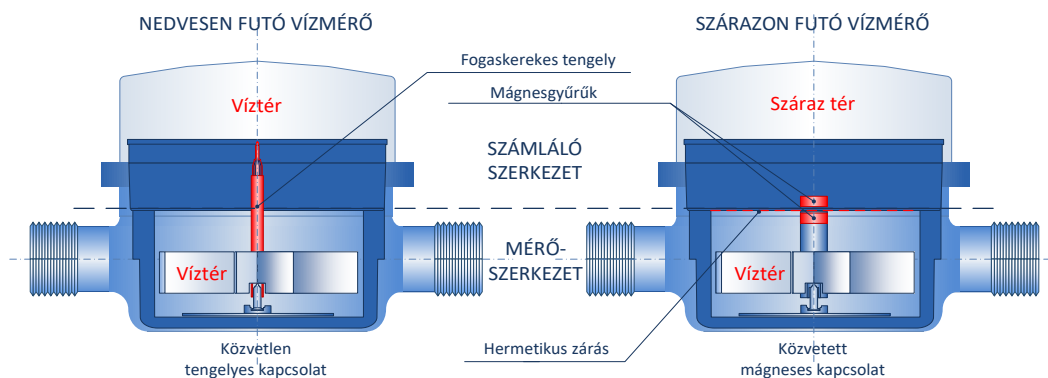 NEDVESEN FUTÓ VÍZMÉRŐ
SZÁRAZON FUTÓ VÍZMÉRŐ
Fogaskerekes tengely
Mágnesgyűrűk
Víztér
Száraz tér
SZÁMLÁLÓ
SZERKEZET
MÉRŐ-
SZERKEZET
Víztér
Víztér
Hermetikus zárás
Közvetlen
tengelyes kapcsolat
Közvetett
mágneses kapcsolat